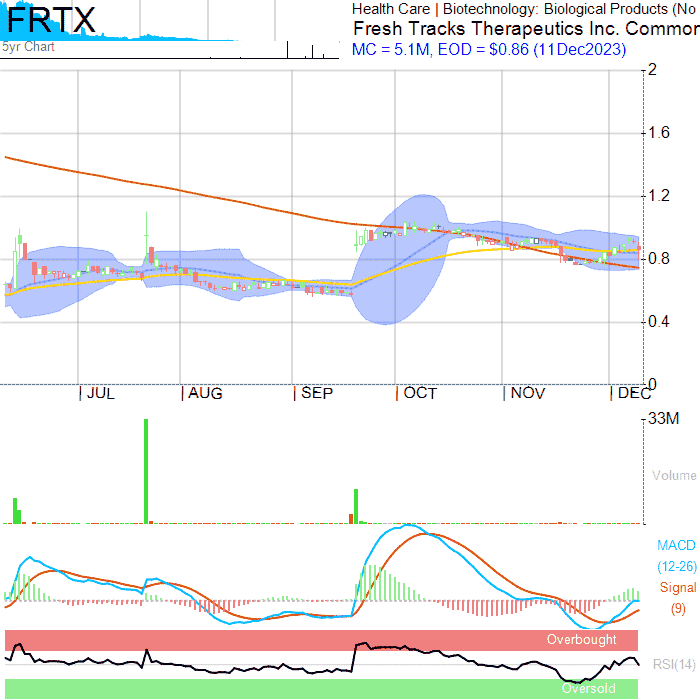 FRTX
Health Care | Biotechnology: Biological Products (No
Fresh Tracks Therapeutics Inc. Common
5yr Chart
MC = 5.1M, EOD = $0.86 (11Dec2023)
2
1.6
1.2
0.8
0.4
0
JUL
AUG
SEP
OCT
NOV
DEC
33M
Volume
MACD
(12-26)
Signal
(9)
Overbought
RSI(14)
Oversold